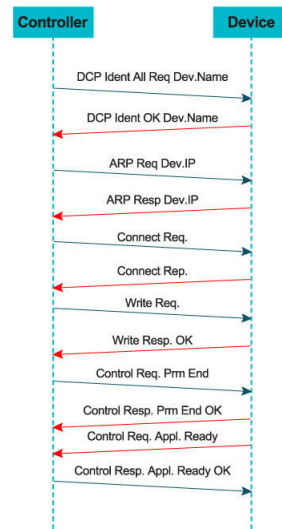 Controller
Device
DCP Ident All Req Dev.Name
DCP Ident OK Dev.Name
ARP Req Dev.IP
ARP Resp Dev.IP
Connect Req.
Connect Rep.
Write Req.
Write Resp. OK
Control Req. Prm End
Control Resp. Prm End OK
Control Req. Appl. Ready
Control Resp. Appl. Ready OK